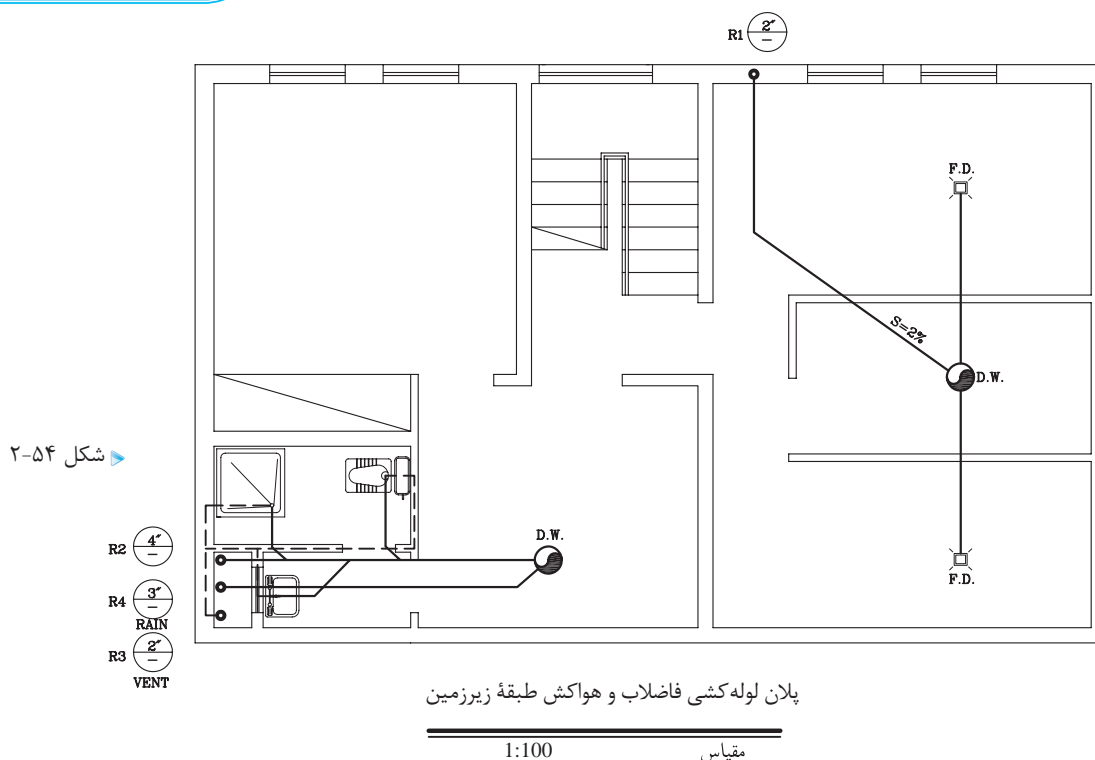 R1 2″
—
F.D.
S=2%
D.W.
شکل ۵۴-۲
D.W.
F.D.
R2 4″
—
R4 3″
—
RAIN
R3 2″
—
VENT
پلان لوله‌کشی فاضلاب و هواکش طبقهٔ زیرزمین
مقیاس 1:100